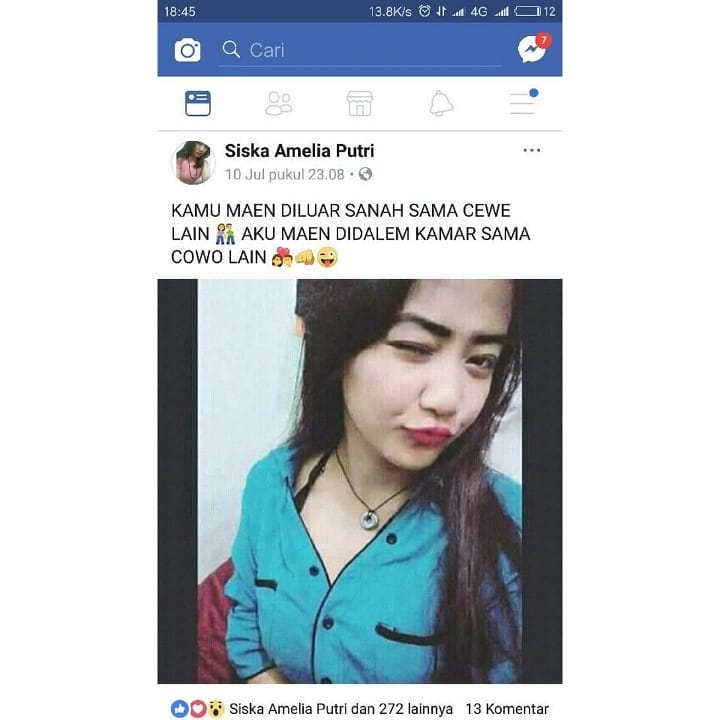 18:45 13.8K/s 4G 12
Cari
7
Siska Amelia Putri
10 Jul pukul 23.08
KAMU MAEN DILUAR SANAH SAMA CEWE
LAIN 👫 AKU MAEN DIDALEM KAMAR SAMA
COWO LAIN 💏👊😜
Siska Amelia Putri dan 272 lainnya 13 Komentar